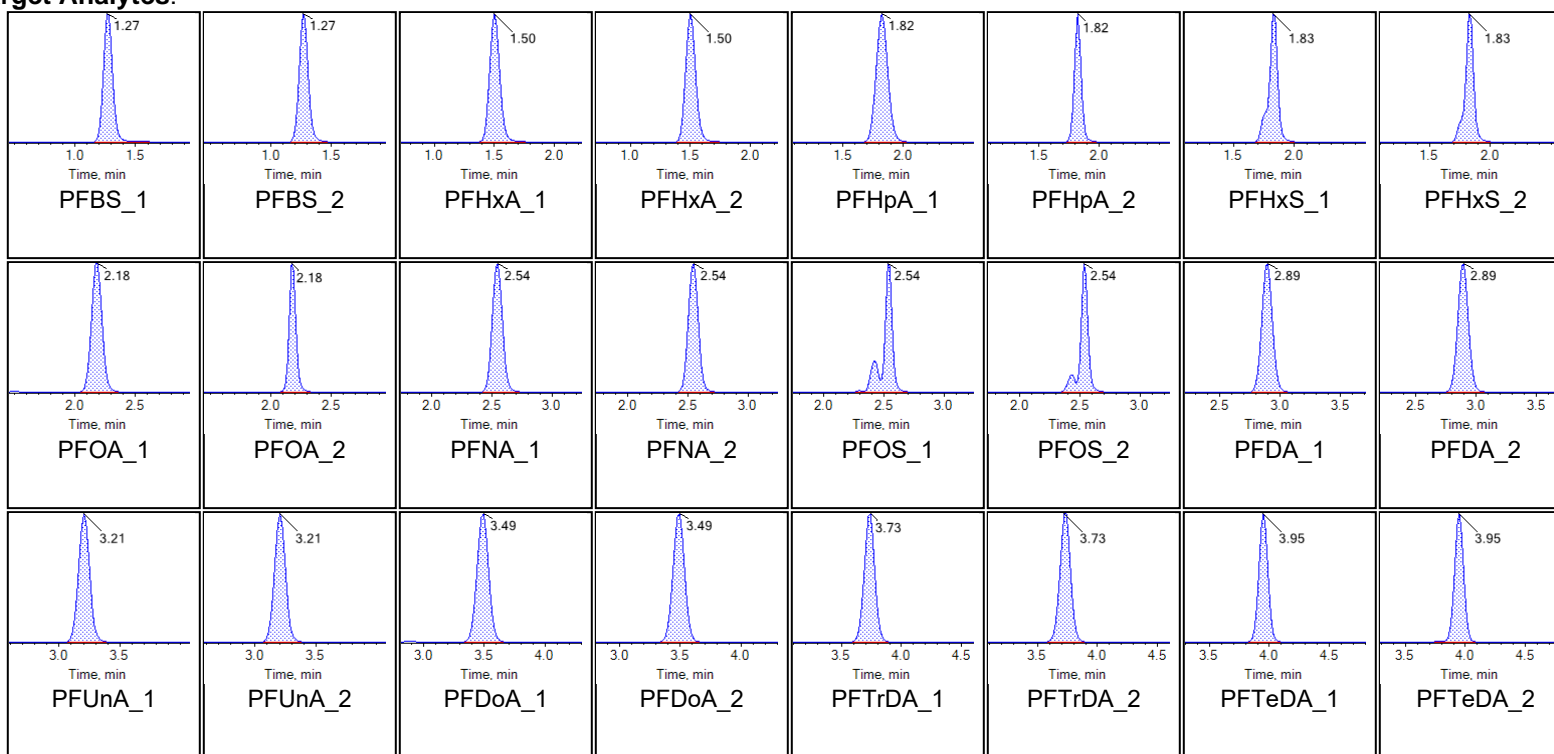 rget Analytes:
1.27 1.27 1.50 1.50 1.82 1.82 1.83 1.83
1.0 1.5 1.0 1.5 1.0 1.5 2.0 1.0 1.5 2.0 1.5 2.0 1.5 2.0 1.5 2.0 1.5 2.0
Time, min Time, min Time, min Time, min Time, min Time, min Time, min Time, min
PFBS_1 PFBS_2 PFHxA_1 PFHxA_2 PFHpA_1 PFHpA_2 PFHxS_1 PFHxS_2
2.18 2.18 2.54 2.54 2.54 2.54 2.89 2.89
2.0 2.5 2.0 2.5 2.0 2.5 3.0 2.0 2.5 3.0 2.0 2.5 3.0 2.0 2.5 3.0 2.5 3.0 3.5 2.5 3.0 3.5
Time, min Time, min Time, min Time, min Time, min Time, min Time, min Time, min
PFOA_1 PFOA_2 PFNA_1 PFNA_2 PFOS_1 PFOS_2 PFDA_1 PFDA_2
3.21 3.21 3.49 3.49 3.73 3.73 3.95 3.95
3.0 3.5 3.0 3.5 3.0 3.5 4.0 3.0 3.5 4.0 3.5 4.0 4.5 3.5 4.0 4.5 3.5 4.0 4.5 3.5 4.0 4.5
Time, min Time, min Time, min Time, min Time, min Time, min Time, min Time, min
PFUnA_1 PFUnA_2 PFDoA_1 PFDoA_2 PFTrDA_1 PFTrDA_2 PFTeDA_1 PFTeDA_2